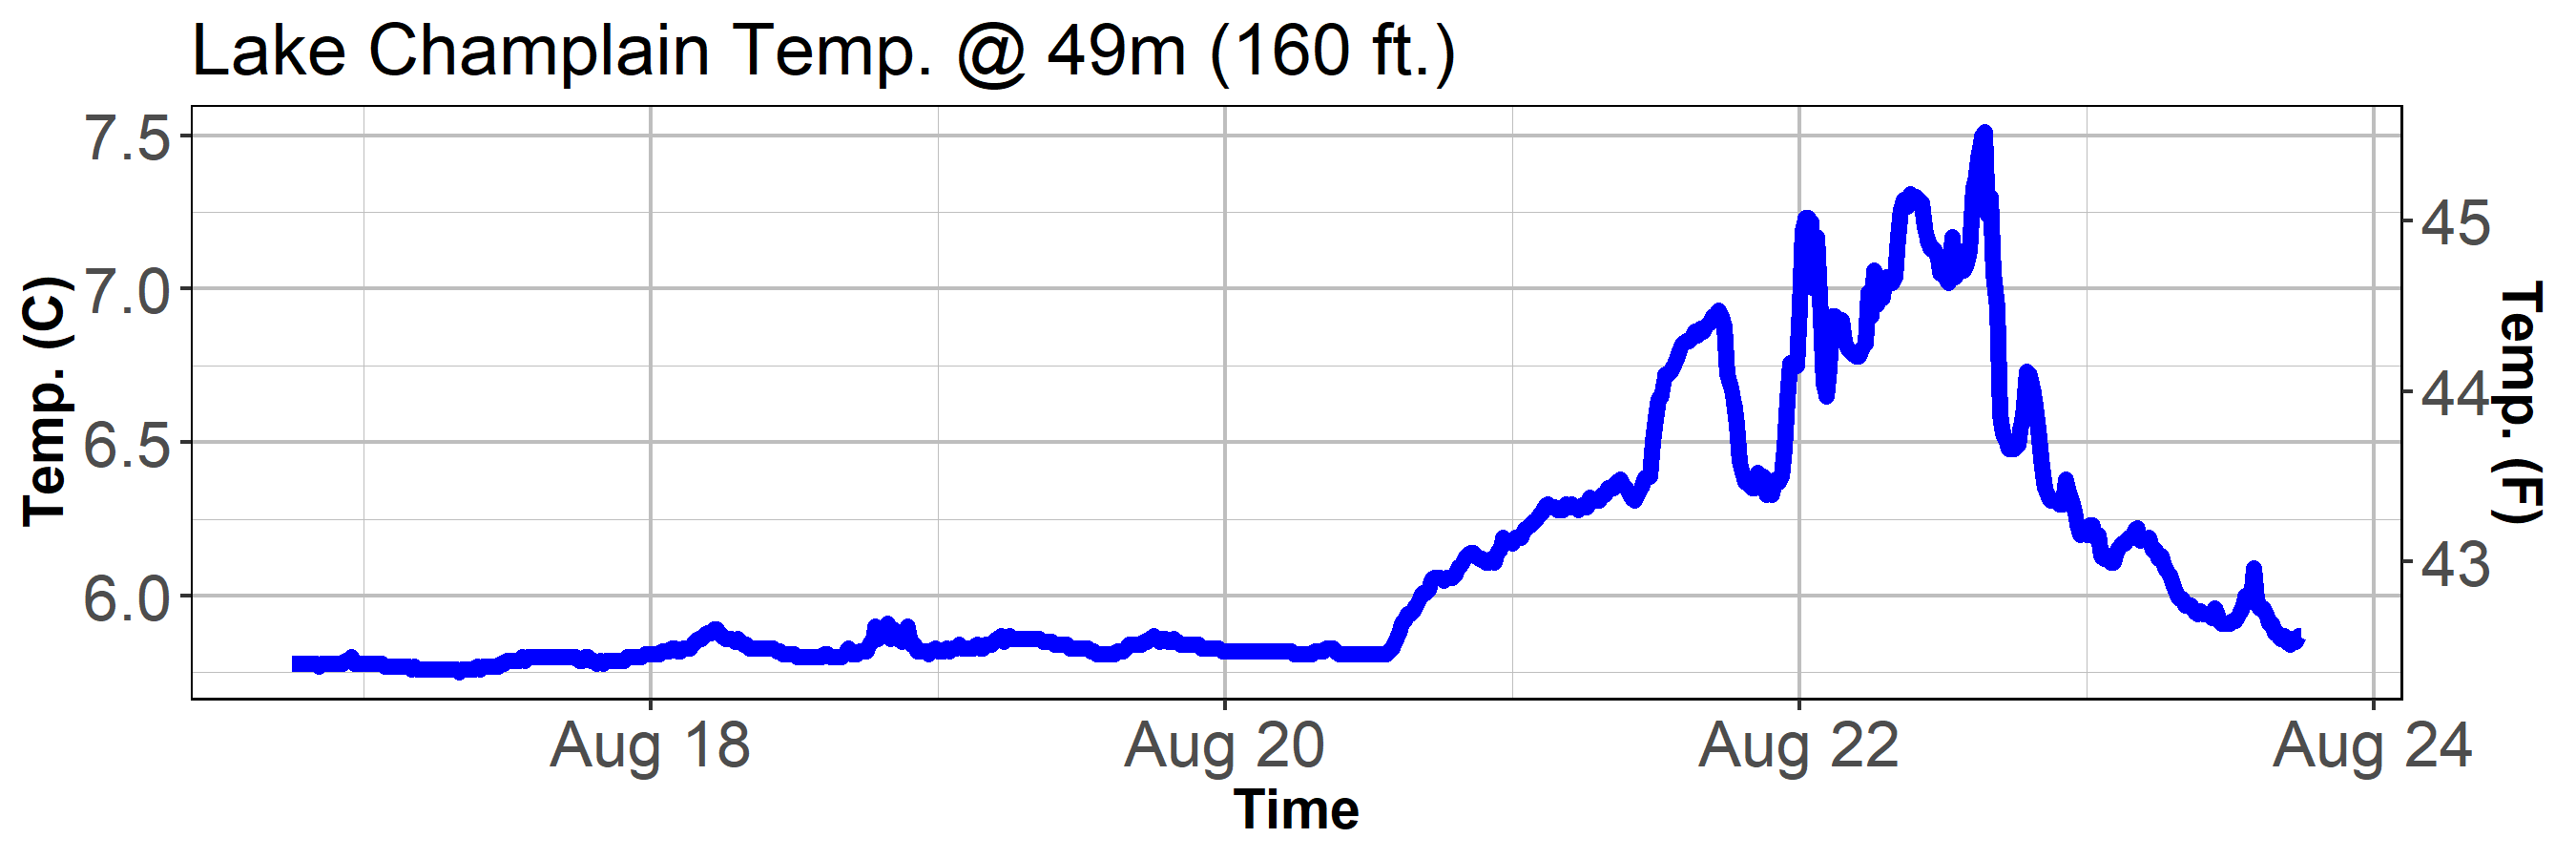 Lake Champlain Temp. @ 49m (160 ft.)
7.5
7.0
6.5
6.0
Temp. (C)
45
44
43
Temp. (F)
Aug 18 Aug 20 Aug 22 Aug 24
Time